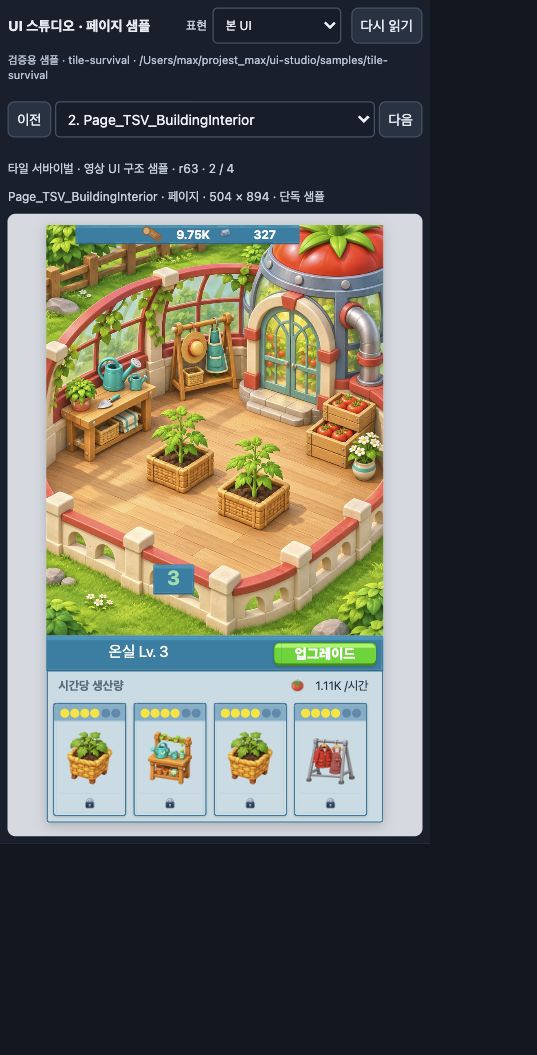 UI 스튜디오 · 페이지 샘플
표현
본 UI
다시 읽기
검증용 샘플 · tile-survival · /Users/max/projest_max/ui-studio/samples/tile-
survival
이전
2. Page_TSV_BuildingInterior
다음
타일 서바이벌 · 영상 UI 구조 샘플 · r63 · 2 / 4
Page_TSV_BuildingInterior · 페이지 · 504 × 894 · 단독 샘플
9.75K
327
3
온실 Lv. 3
업그레이드
시간당 생산량
1.11K /시간